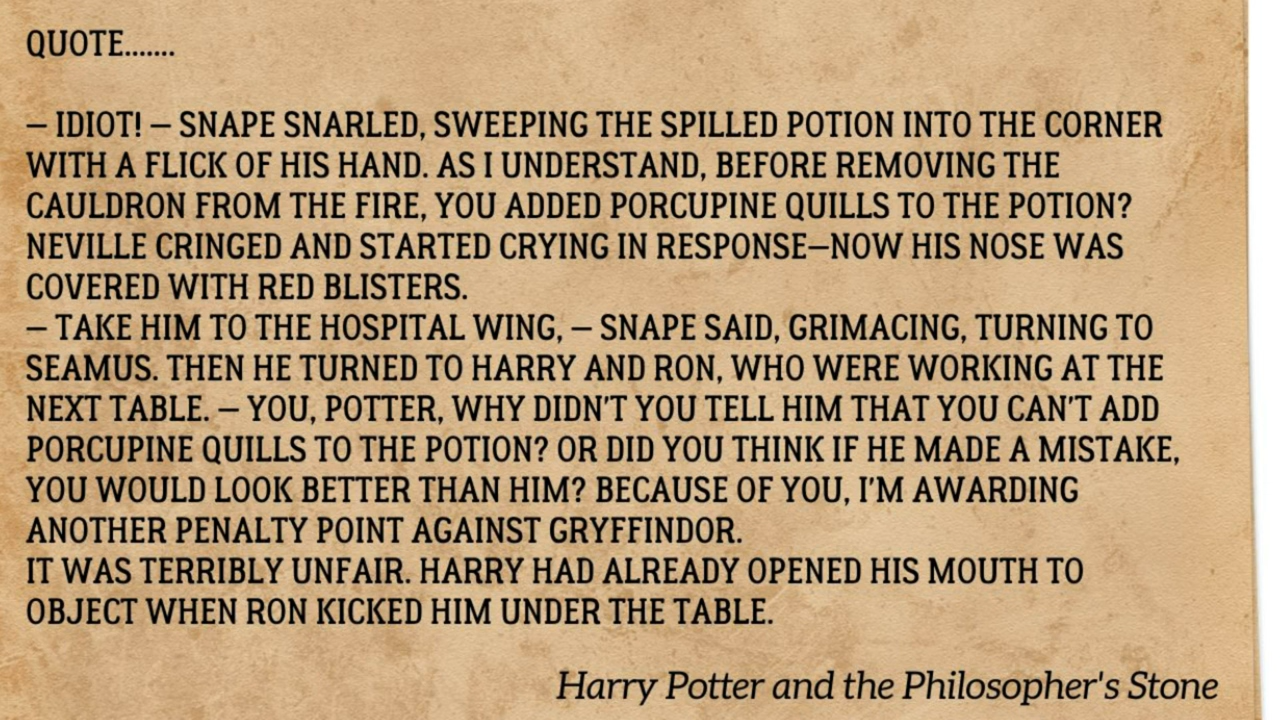 QUOTE.......
– IDIOT! – SNAPE SNARLED, SWEEPING THE SPILLED POTION INTO THE CORNER
WITH A FLICK OF HIS HAND. AS I UNDERSTAND, BEFORE REMOVING THE
CAULDRON FROM THE FIRE, YOU ADDED PORCUPINE QUILLS TO THE POTION?
NEVILLE CRINGED AND STARTED CRYING IN RESPONSE–NOW HIS NOSE WAS
COVERED WITH RED BLISTERS.
– TAKE HIM TO THE HOSPITAL WING, – SNAPE SAID, GRIMACING, TURNING TO
SEAMUS. THEN HE TURNED TO HARRY AND RON, WHO WERE WORKING AT THE
NEXT TABLE. – YOU, POTTER, WHY DIDN'T YOU TELL HIM THAT YOU CAN'T ADD
PORCUPINE QUILLS TO THE POTION? OR DID YOU THINK IF HE MADE A MISTAKE,
YOU WOULD LOOK BETTER THAN HIM? BECAUSE OF YOU, I'M AWARDING
ANOTHER PENALTY POINT AGAINST GRYFFINDOR.
IT WAS TERRIBLY UNFAIR. HARRY HAD ALREADY OPENED HIS MOUTH TO
OBJECT WHEN RON KICKED HIM UNDER THE TABLE.
Harry Potter and the Philosopher's Stone